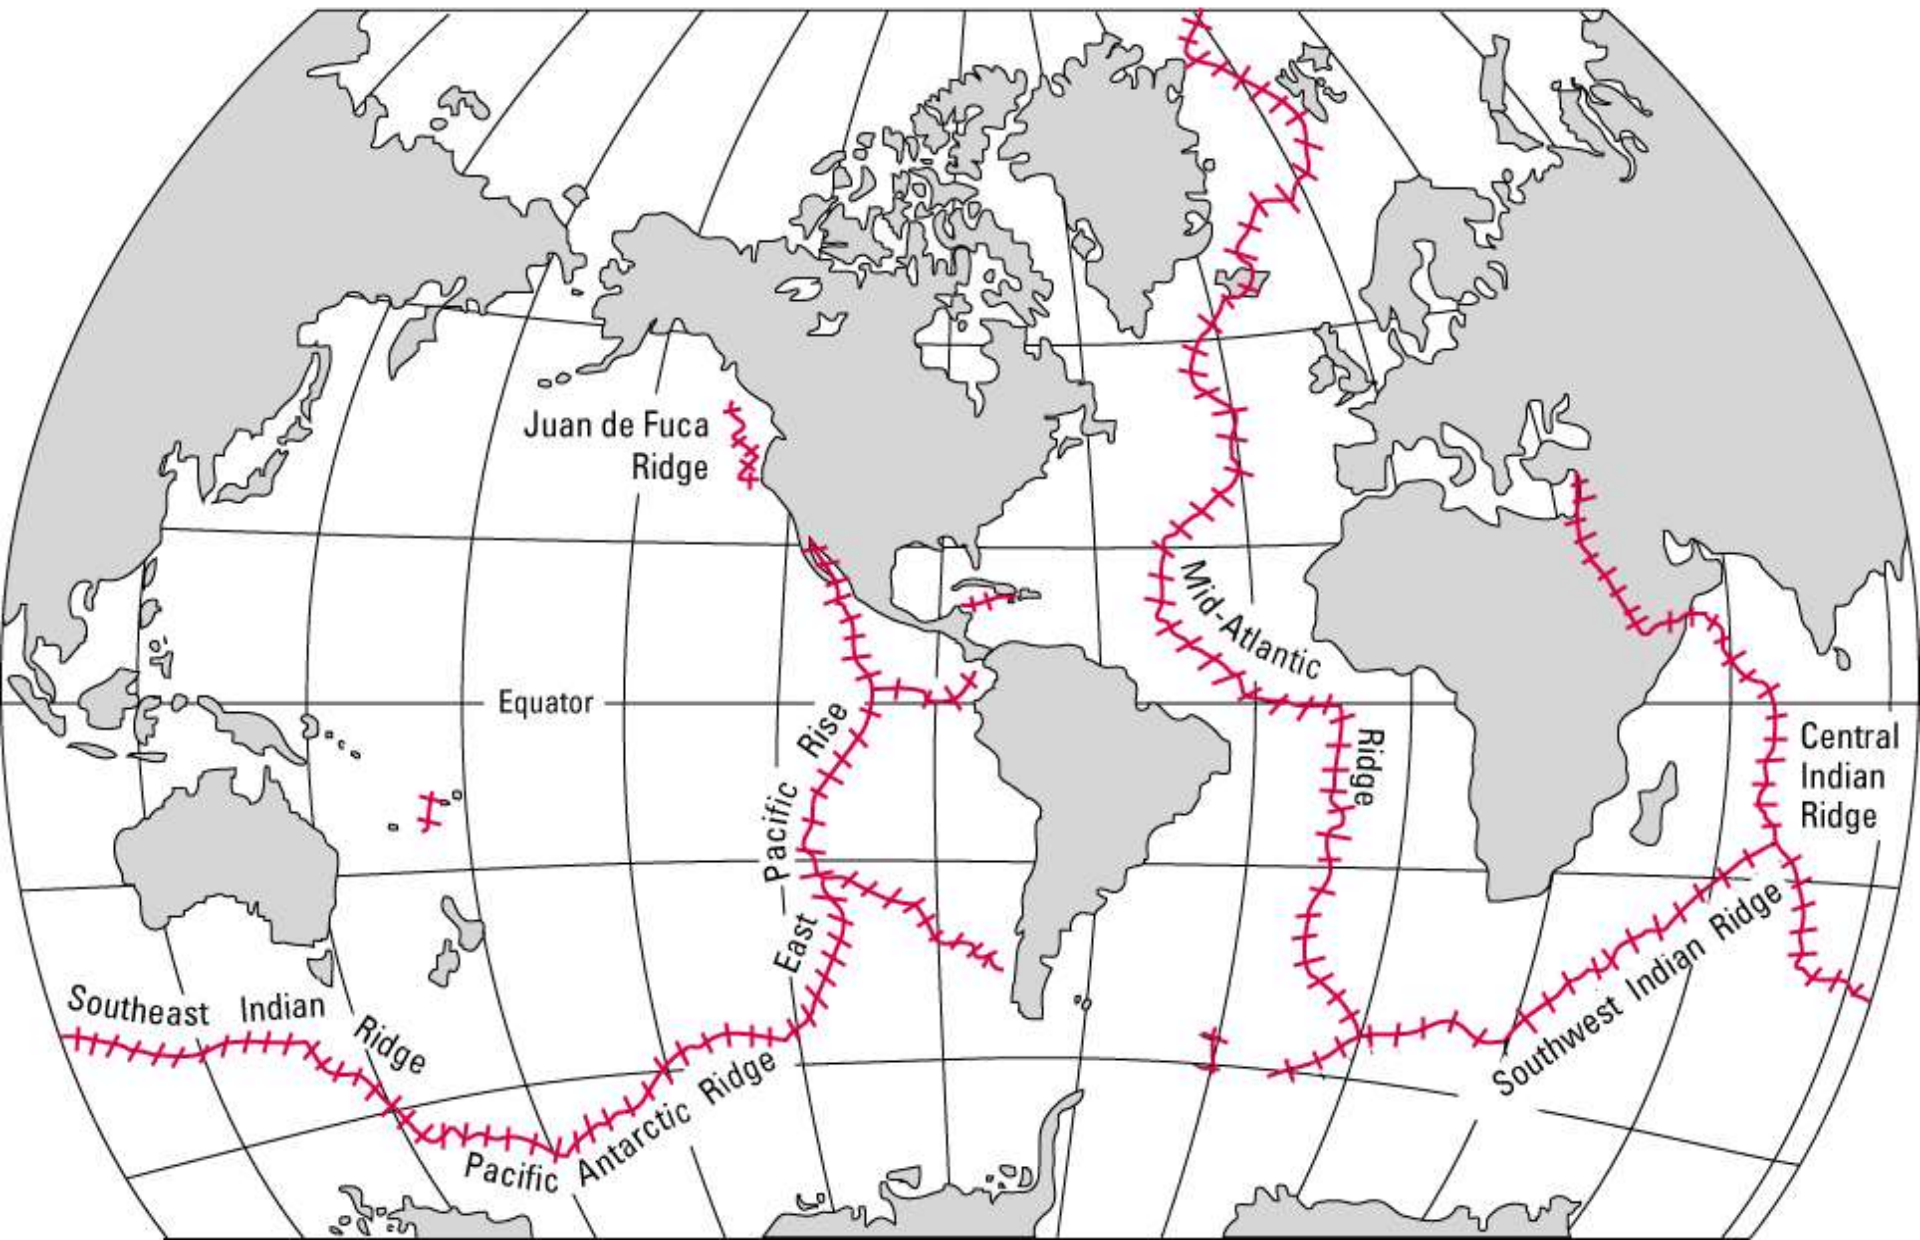 Juan de Fuca
Ridge
Mid-Atlantic
Ridge
Equator
East Pacific Rise
Central
Indian
Ridge
Southeast Indian Ridge
Pacific Antarctic Ridge
Southwest Indian Ridge